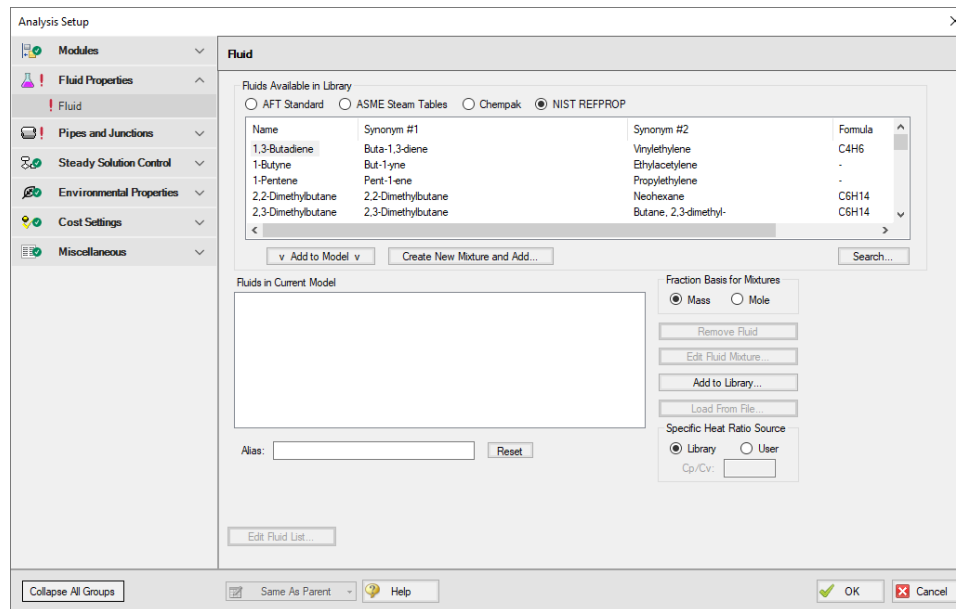 Analysis Setup
Modules
Fluid Properties
Fluid
Pipes and Junctions
Steady Solution Control
Environmental Properties
Cost Settings
Miscellaneous
Collapse All Groups
Fluid
Fluids Available in Library
AFT Standard ASME Steam Tables Chempak NIST REFPROP
Name Synonym #1 Synonym #2 Formula
1,3-Butadiene Buta-1,3-diene Vinylethylene C4H6
1-Butyne But-1-yne Ethylacetylene -
1-Pentene Pent-1-ene Propylethylene -
2,2-Dimethylbutane 2,2-Dimethylbutane Neohexane C6H14
2,3-Dimethylbutane 2,3-Dimethylbutane Butane, 2,3-dimethyl- C6H14
v Add to Model v Create New Mixture and Add... Search...
Fluids in Current Model
Fraction Basis for Mixtures
Mass Mole
Remove Fluid
Edit Fluid Mixture...
Add to Library...
Load From File...
Specific Heat Ratio Source
Library User
Cp/Cv:
Alias: Reset
Edit Fluid List...
Same As Parent Help OK Cancel